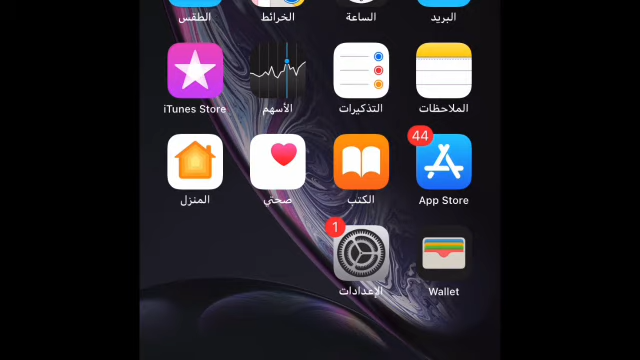 البريد
الساعة
الخرائط
الطقس
الملاحظات
التذكيرات
الأسهم
iTunes Store
44
App Store
الكتب
صحتي
المنزل
1
Wallet
الإعدادات